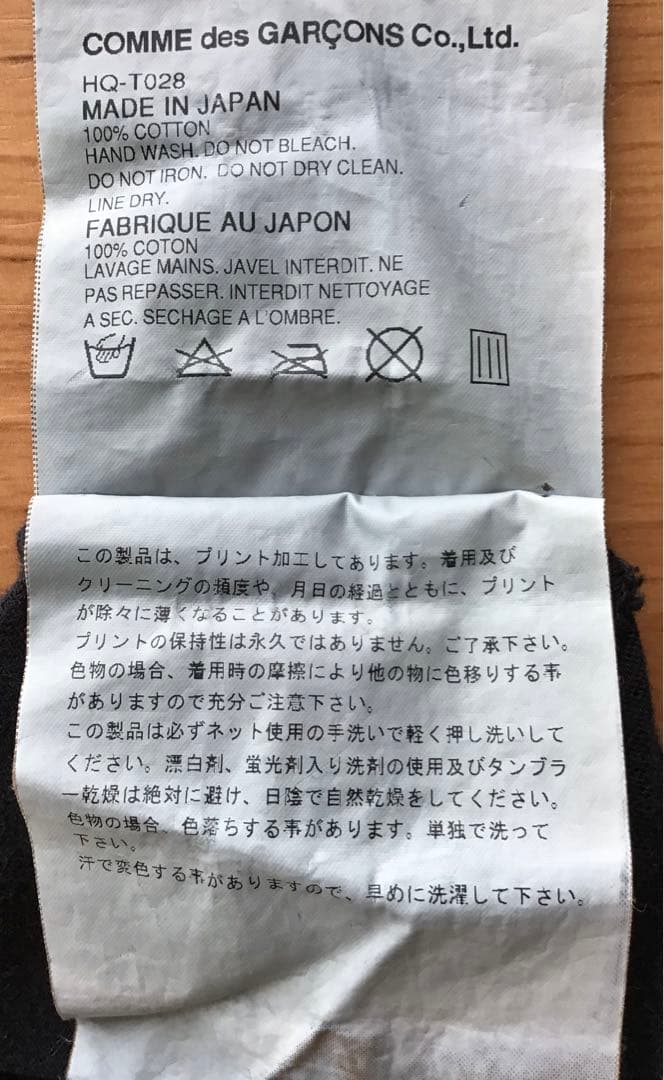 COMME des GARÇONS Co.,Ltd.
HQ-T028
MADE IN JAPAN
100% COTTON
HAND WASH. DO NOT BLEACH.
DO NOT IRON. DO NOT DRY CLEAN.
LINE DRY.
FABRIQUE AU JAPON
100% COTON
LAVAGE MAINS. JAVEL INTERDIT. NE
PAS REPASSER. INTERDIT NETTOYAGE
A SEC. SECHAGE A L'OMBRE.
この製品は、プリント加工してあります。着用及び
クリーニングの頻度や、月日の経過とともに、プリント
が除々に薄くなることがあります。
プリントの保持性は永久ではありません。ご了承下さい。
色物の場合、着用時の摩擦により他の物に色移りする事
がありますので充分ご注意下さい。
この製品は必ずネット使用の手洗いで軽く押し洗いして
ください。漂白剤、蛍光剤入り洗剤の使用及びタンブラ
ー乾燥は絶対に避け、日陰で自然乾燥をしてください。
色物の場合、色落ちする事があります。単独で洗って
下さい。
汗で変色する事がありますので、早めに洗濯して下さい。